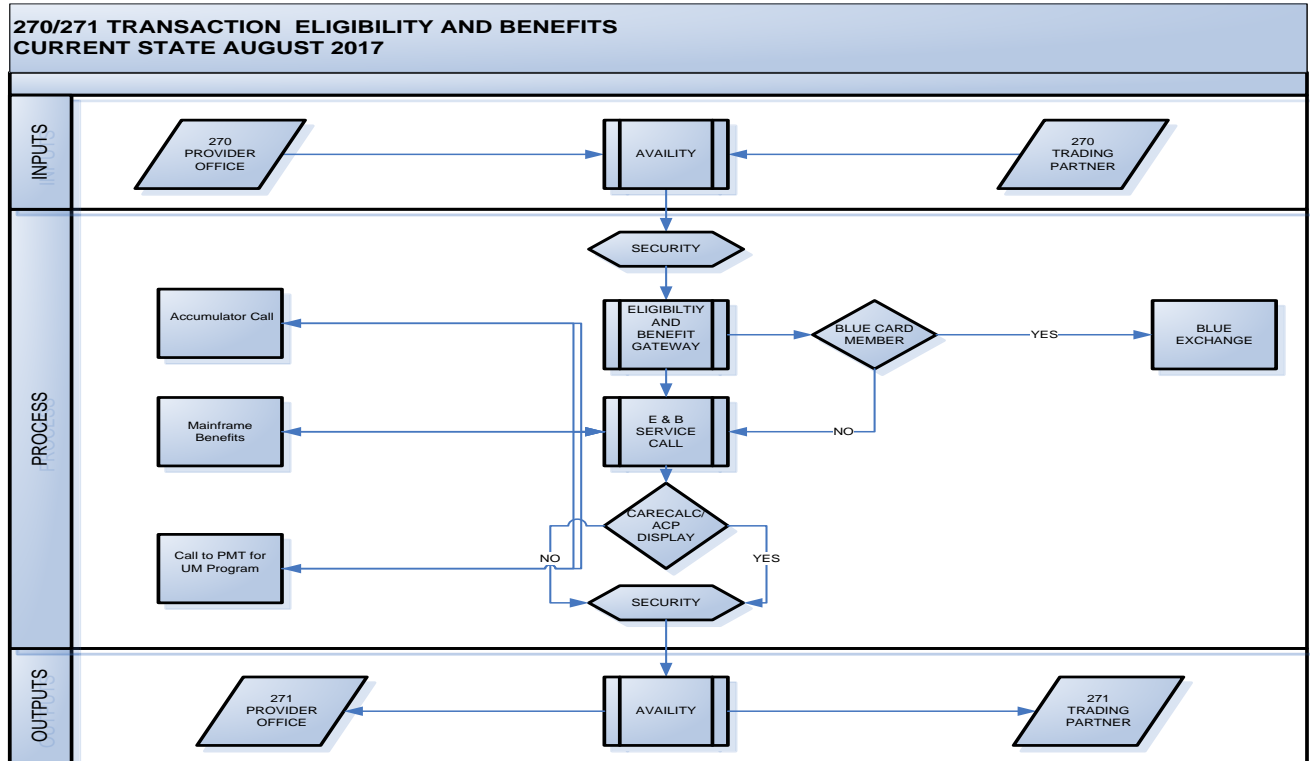 270/271 TRANSACTION ELIGIBILITY AND BENEFITS
CURRENT STATE AUGUST 2017
INPUTS
270
PROVIDER
OFFICE
AVAILITY
270
TRADING
PARTNER
PROCESS
SECURITY
Accumulator Call
ELIGIBILTIY
AND
BENEFIT
GATEWAY
BLUE CARD
MEMBER
YES
BLUE
EXCHANGE
Mainframe
Benefits
E & B
SERVICE
CALL
NO
CARECALC/
ACP
DISPLAY
Call to PMT for
UM Program
NO
YES
SECURITY
OUTPUTS
271
PROVIDER
OFFICE
AVAILITY
271
TRADING
PARTNER